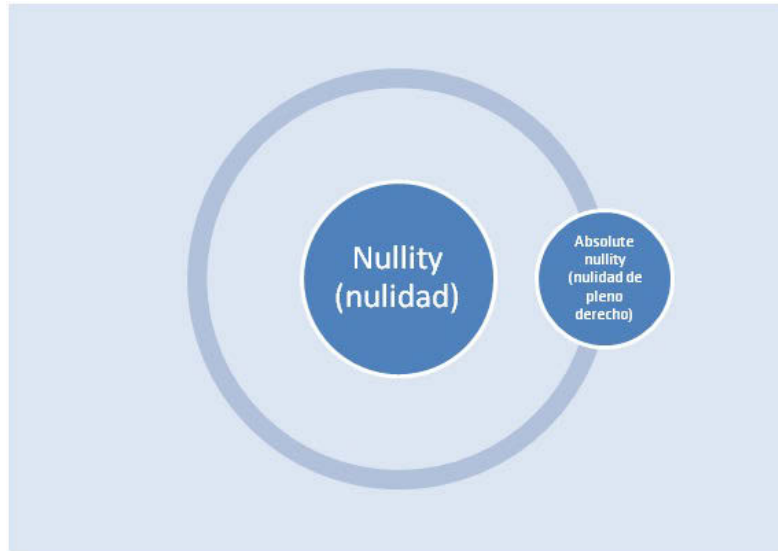 Nullity
(nulidad)
Absolute
nullity
(nulidad de
pleno
derecho)